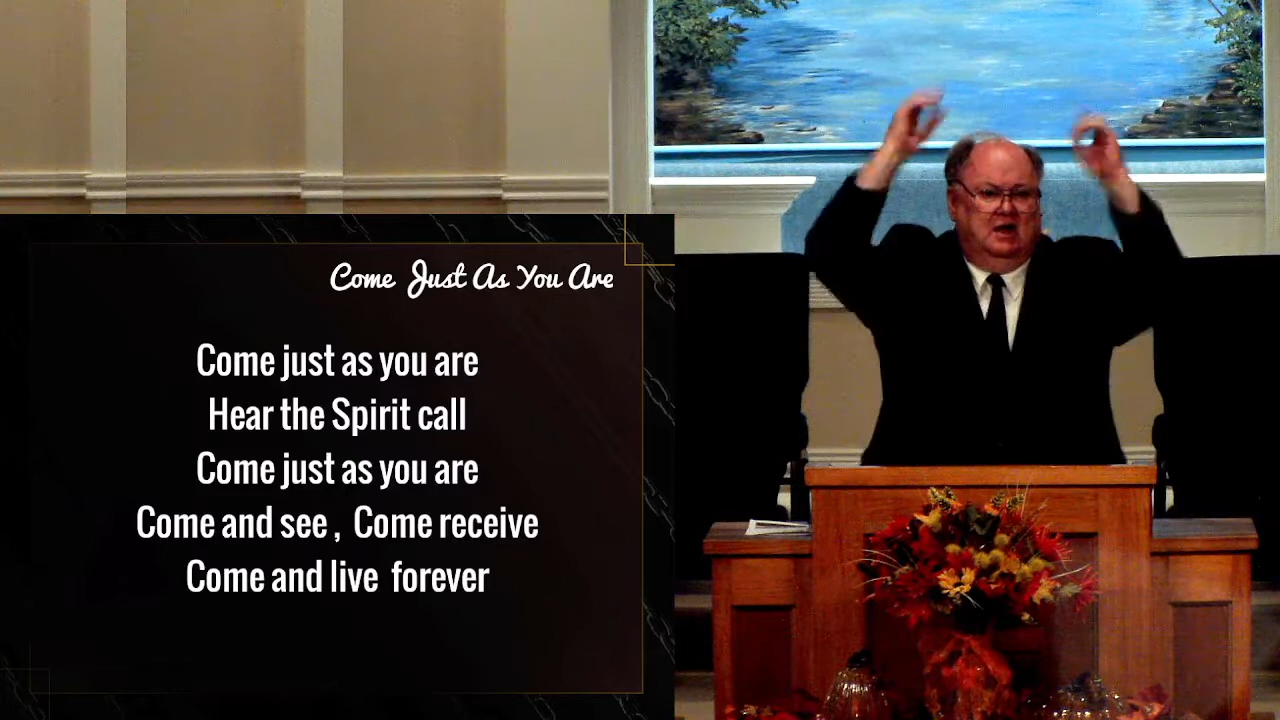 Come Just As You Are
Come just as you are
Hear the Spirit call
Come just as you are
Come and see , Come receive
Come and live forever